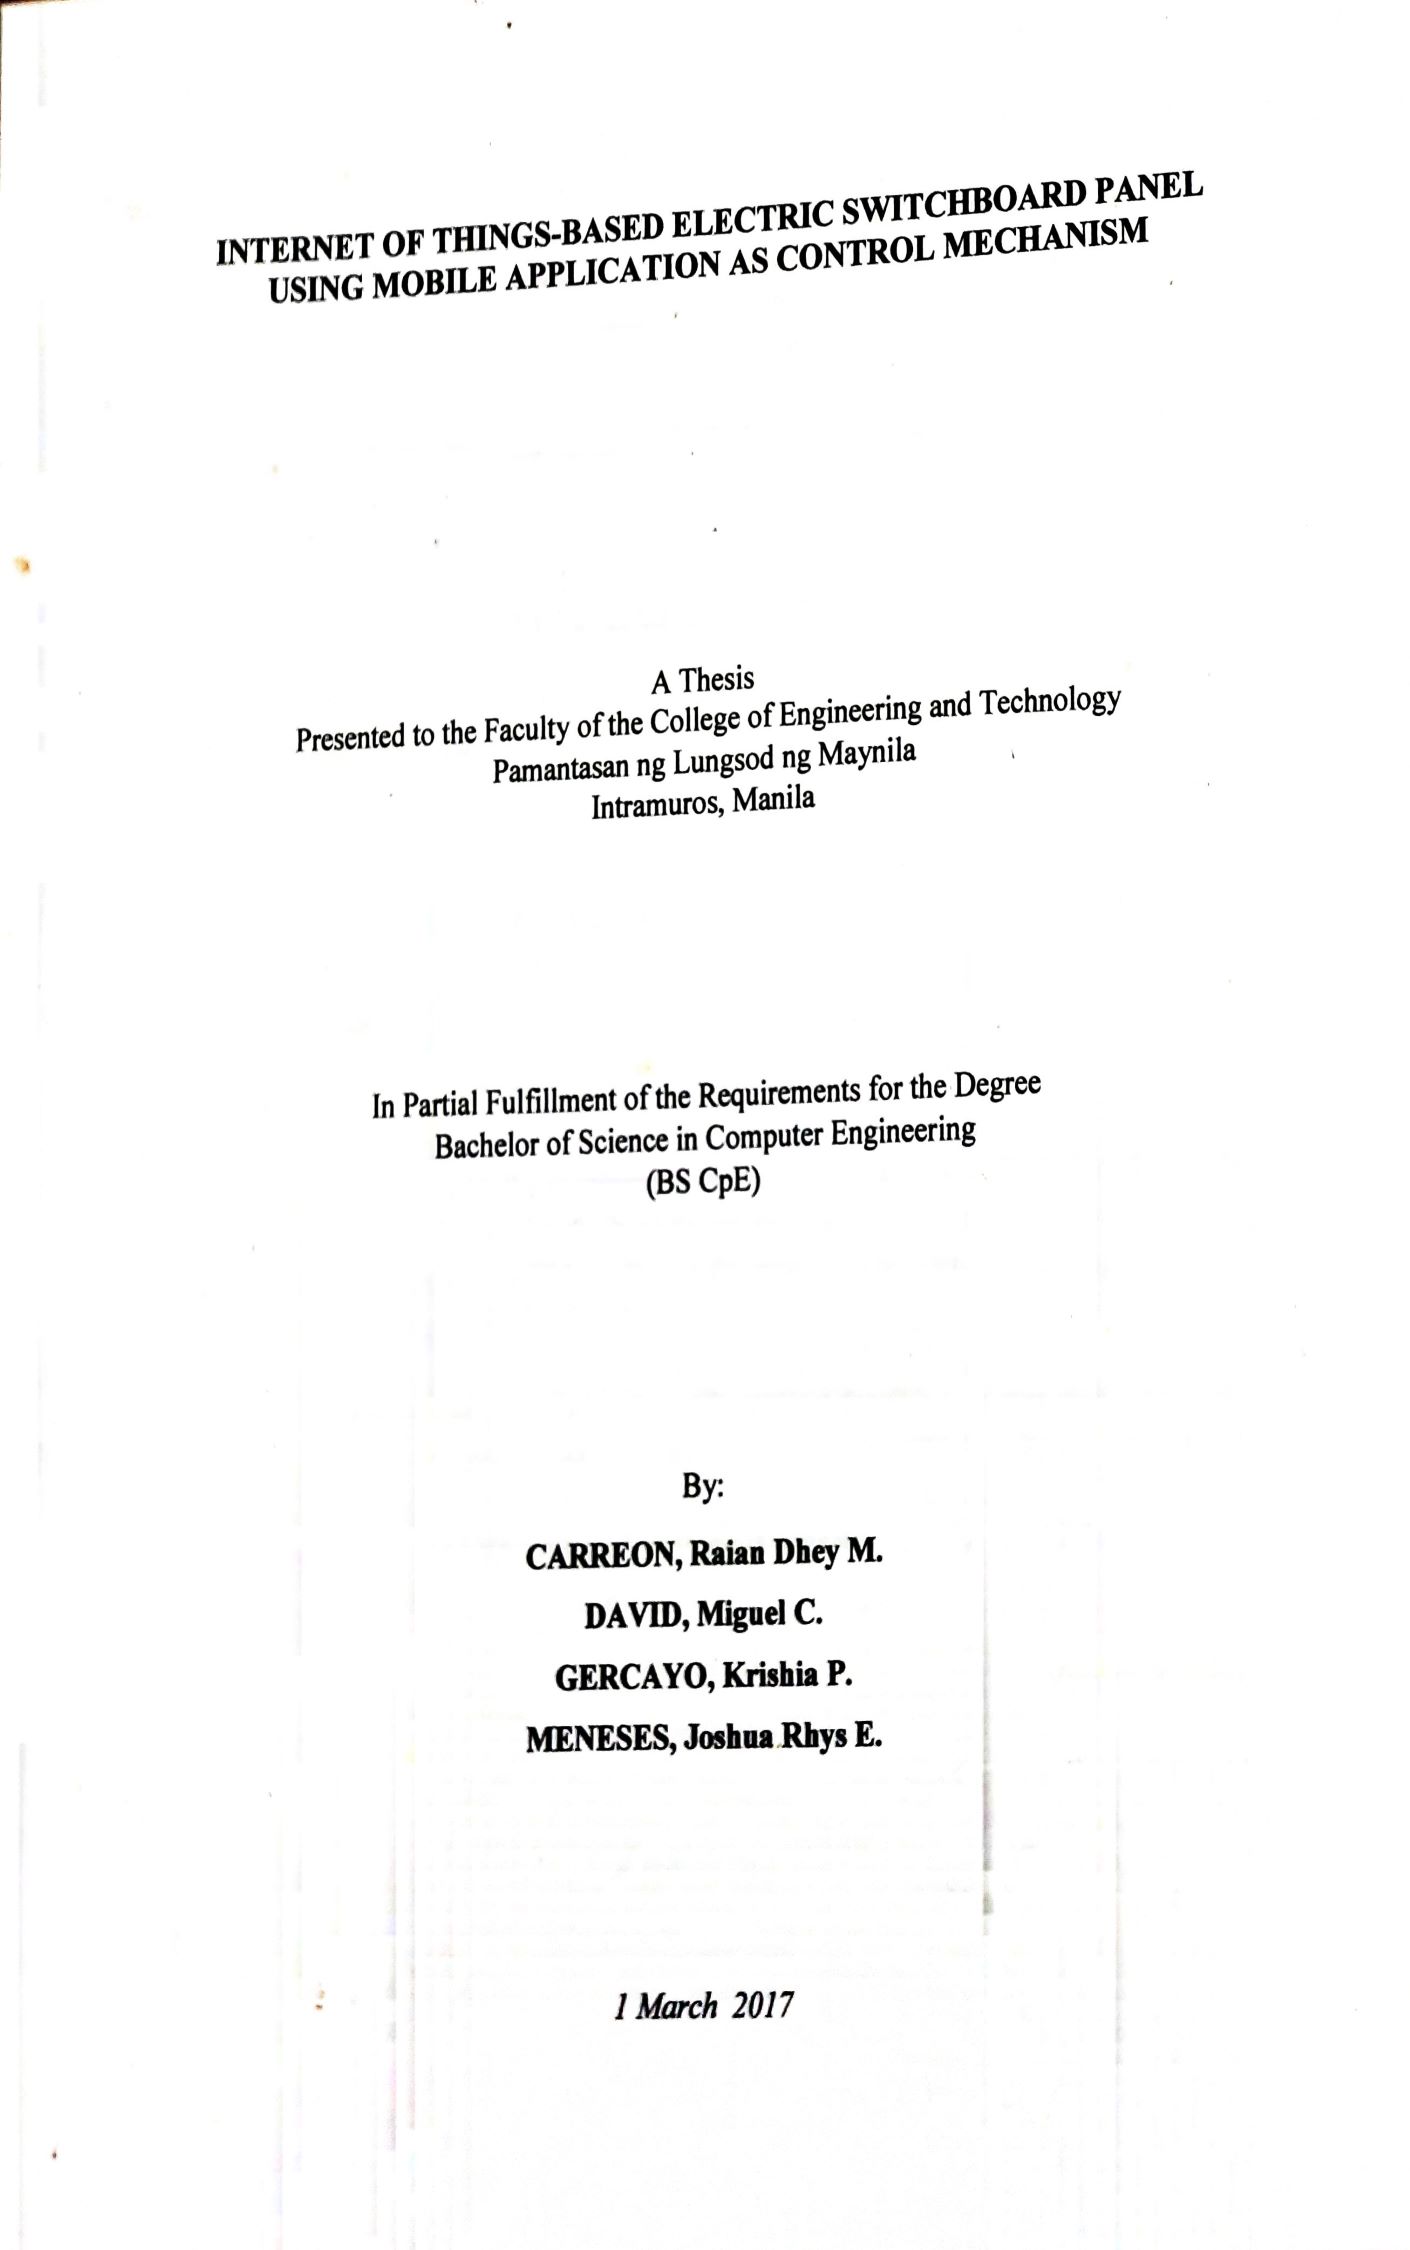 INTERNET OF THINGS-BASED ELECTRIC SWITCHBOARD PANEL
USING MOBILE APPLICATION AS CONTROL MECHANISM
A Thesis
Presented to the Faculty of the College of Engineering and Technology
Pamantasan ng Lungsod ng Maynila
Intramuros, Manila
In Partial Fulfillment of the Requirements for the Degree
Bachelor of Science in Computer Engineering
(BS CpE)
By:
CARREON, Raian Dhey M.
DAVID, Miguel C.
GERCAYO, Krishia P.
MENESES, Joshua Rhys E.
1 March 2017